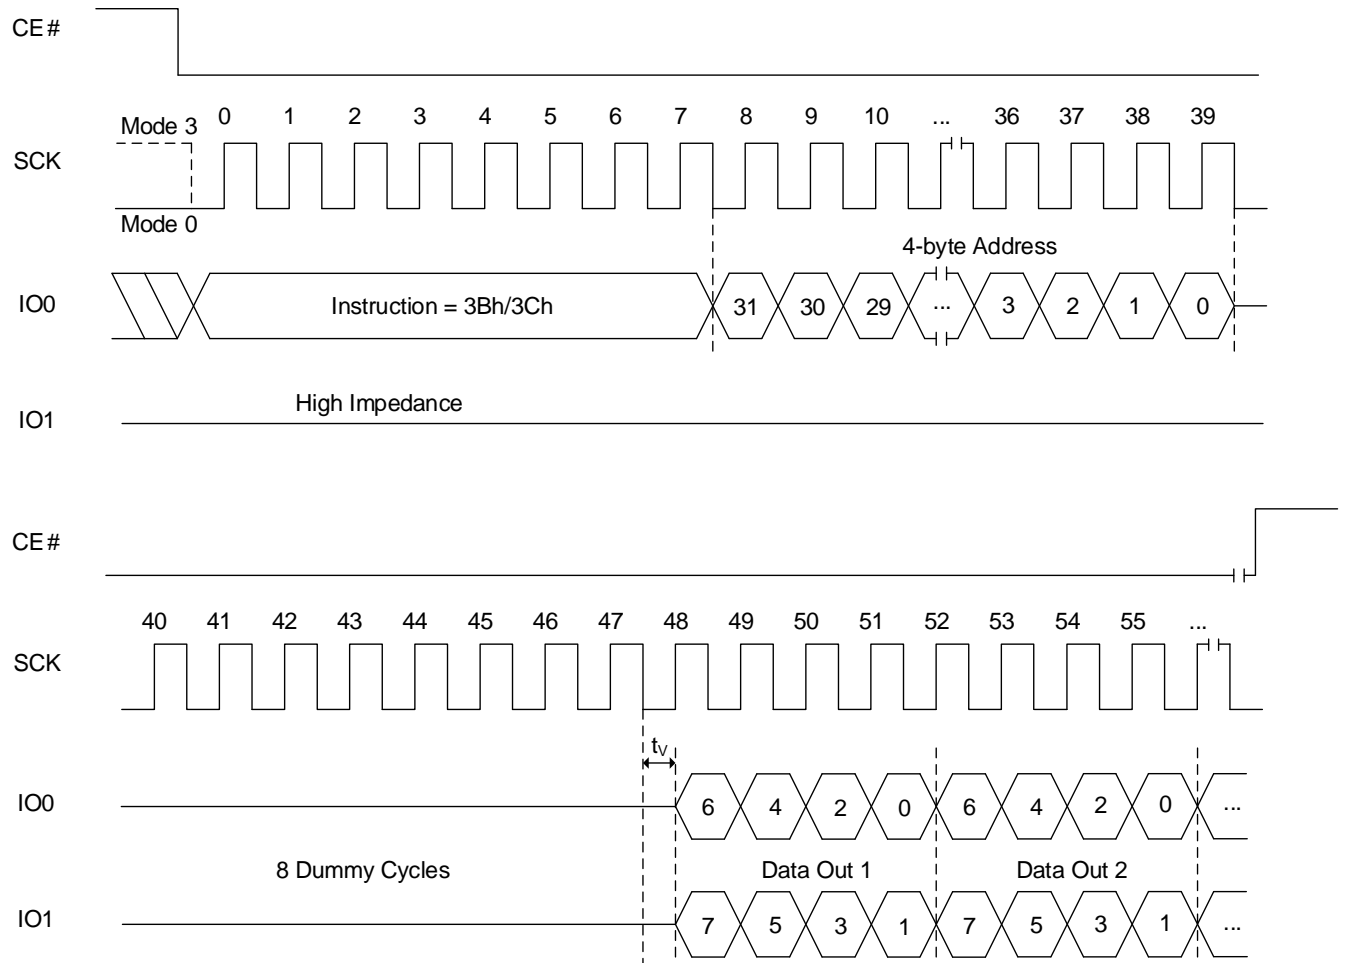 CE#
Mode 3 0 1 2 3 4 5 6 7 8 9 10 ... 36 37 38 39
SCK
Mode 0
4-byte Address
IO0 Instruction = 3Bh/3Ch 31 30 29 ... 3 2 1 0
High Impedance
IO1
CE#
40 41 42 43 44 45 46 47 48 49 50 51 52 53 54 55 ...
SCK
tV
IO0 6 4 2 0 6 4 2 0 ...
8 Dummy Cycles Data Out 1 Data Out 2
IO1 7 5 3 1 7 5 3 1 ...